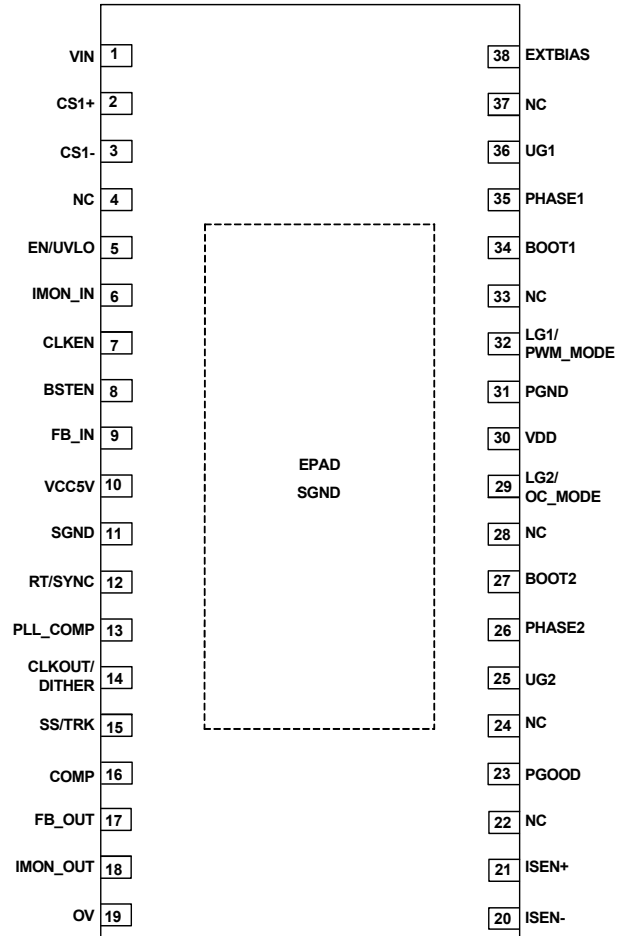 VIN 1
CS1+ 2
CS1- 3
NC 4
EN/UVLO 5
IMON_IN 6
CLKEN 7
BSTEN 8
FB_IN 9
VCC5V 10
SGND 11
RT/SYNC 12
PLL_COMP 13
CLKOUT/
DITHER 14
SS/TRK 15
COMP 16
FB_OUT 17
IMON_OUT 18
OV 19
EPAD
SGND
38 EXTBIAS
37 NC
36 UG1
35 PHASE1
34 BOOT1
33 NC
32 LG1/
PWM_MODE
31 PGND
30 VDD
29 LG2/
OC_MODE
28 NC
27 BOOT2
26 PHASE2
25 UG2
24 NC
23 PGOOD
22 NC
21 ISEN+
20 ISEN-